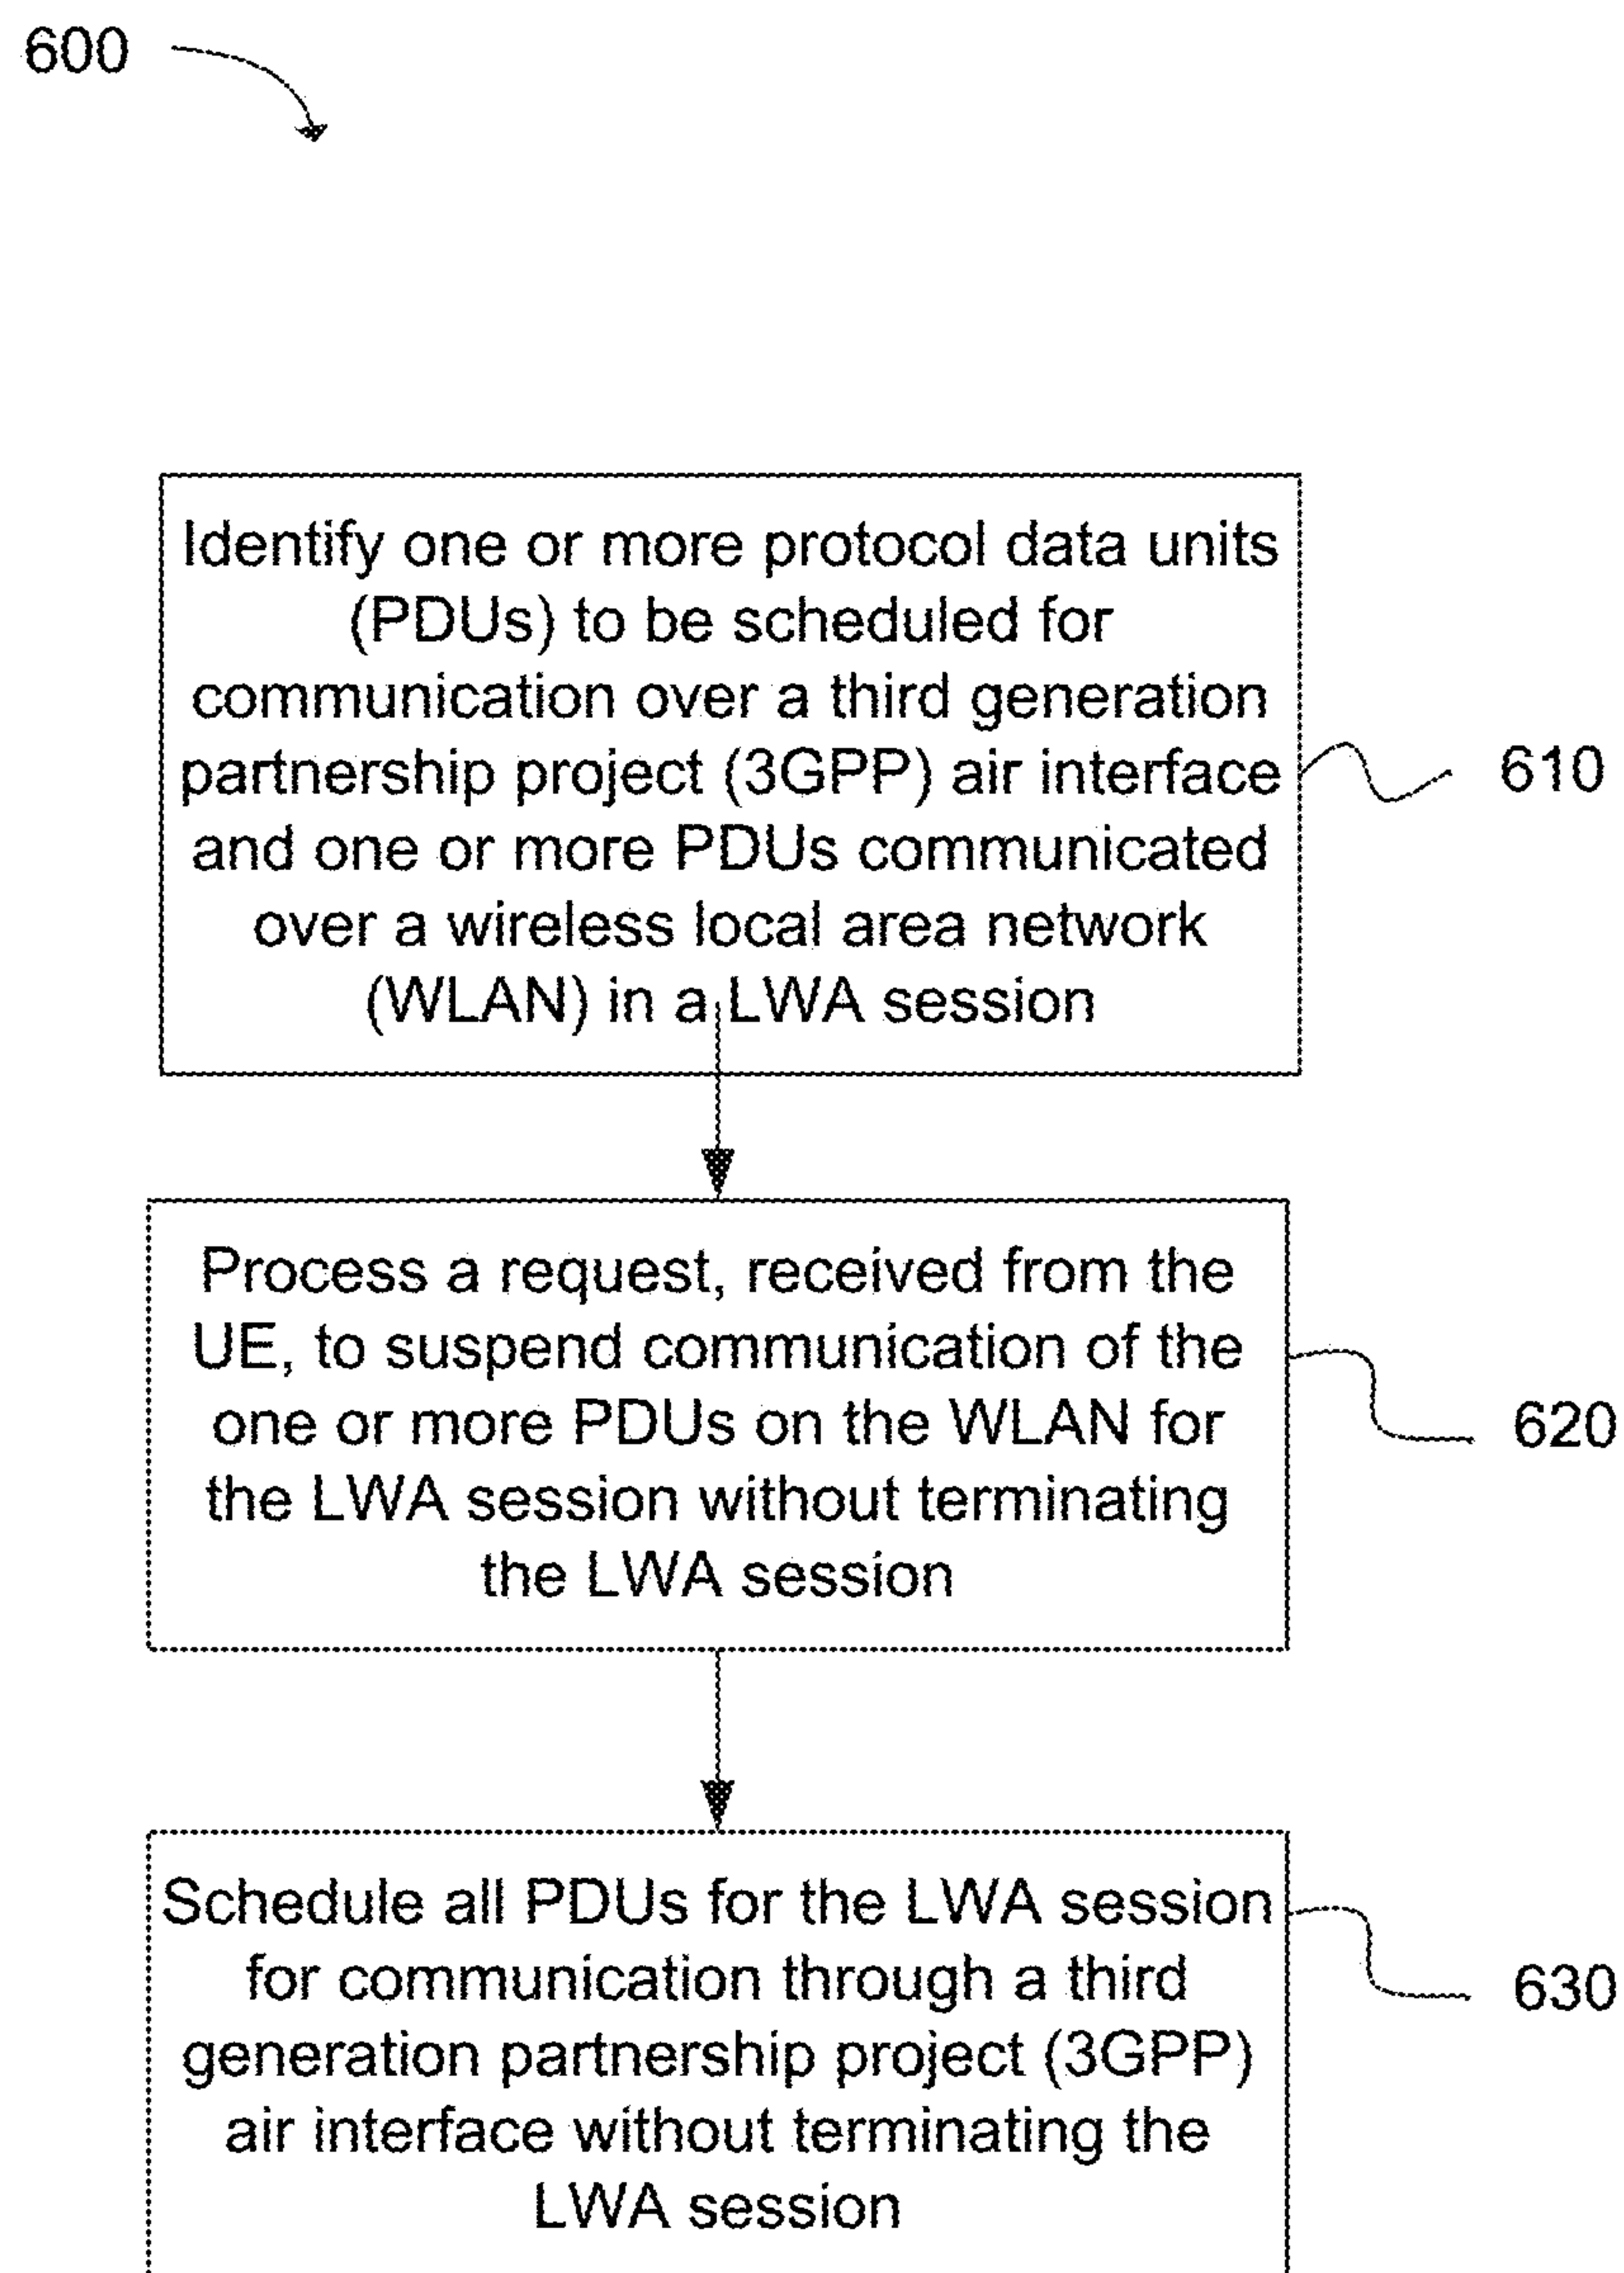 600
Identify one or more protocol data units
(PDUs) to be scheduled for
communication over a third generation
partnership project (3GPP) air interface
and one or more PDUs communicated
over a wireless local area network
(WLAN) in a LWA session
610
Process a request, received from the
UE, to suspend communication of the
one or more PDUs on the WLAN for
the LWA session without terminating
the LWA session
620
Schedule all PDUs for the LWA session
for communication through a third
generation partnership project (3GPP)
air interface without terminating the
LWA session
630